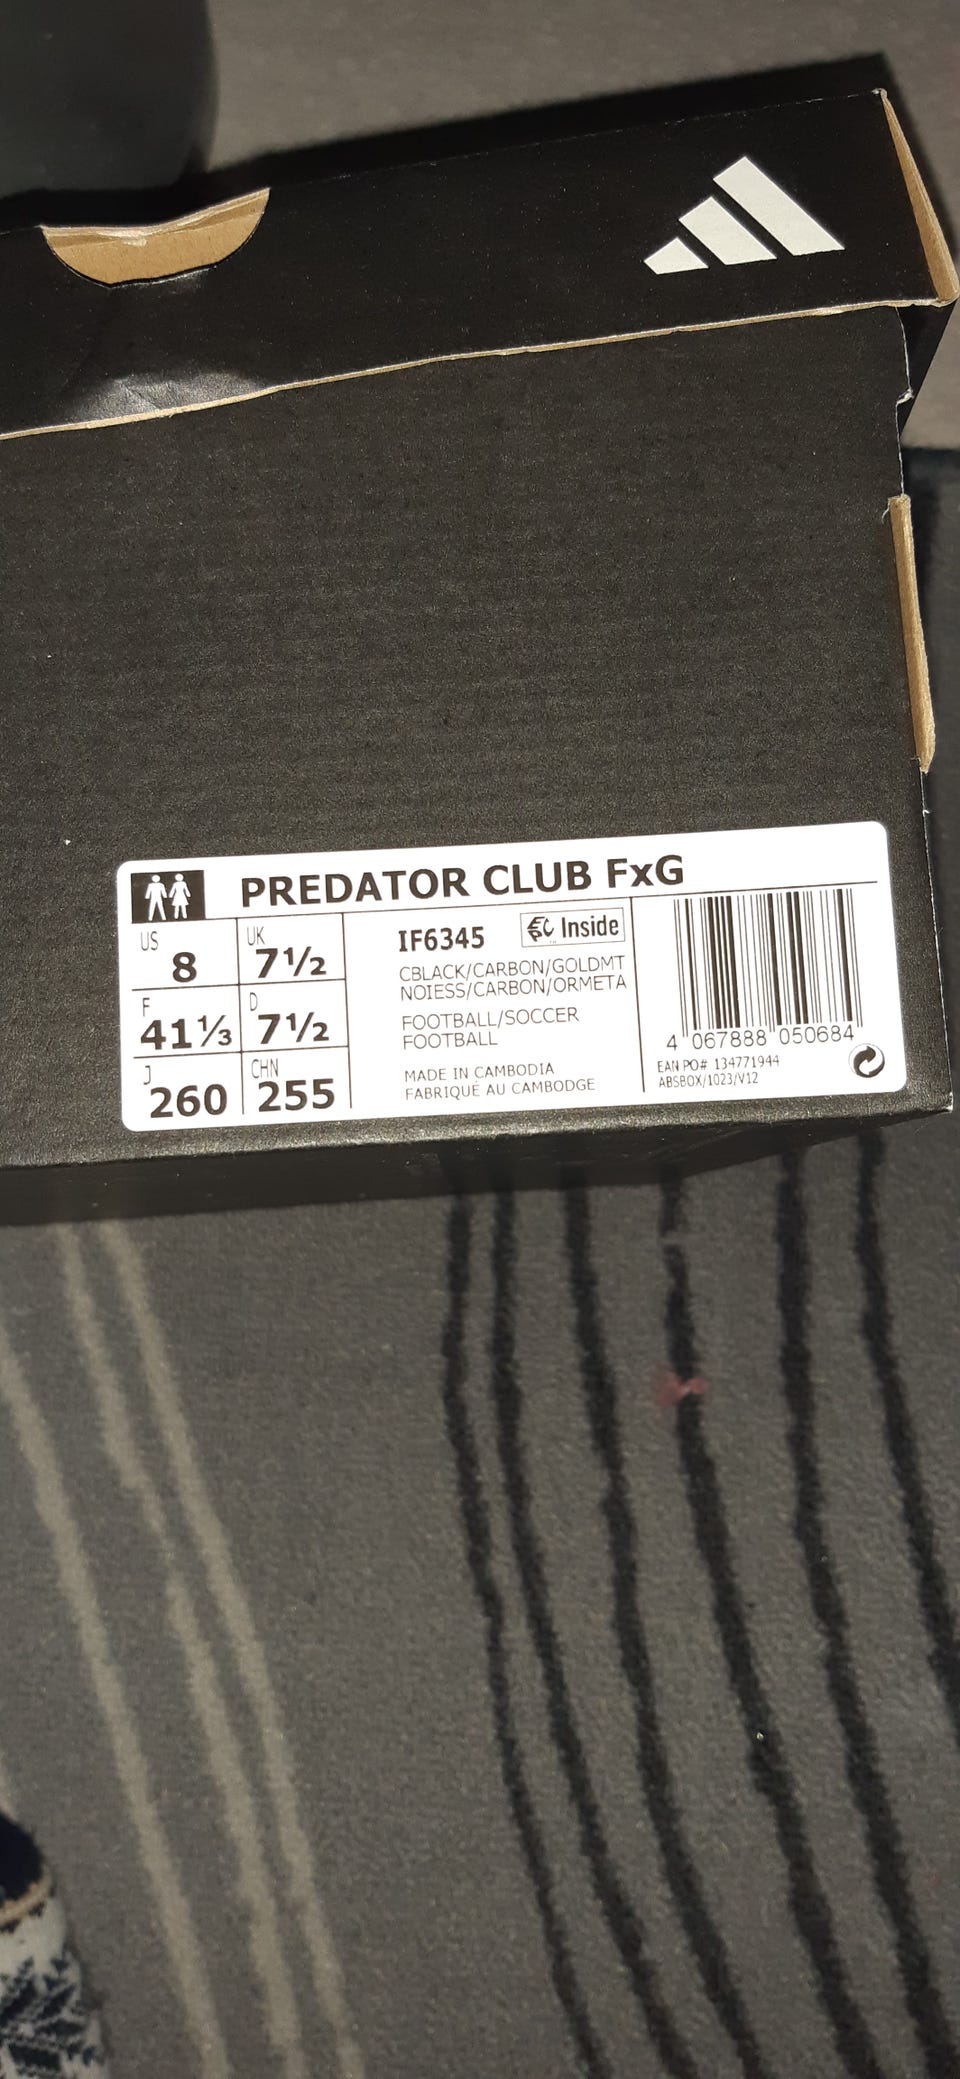 PREDATOR CLUB FxG
US
8
UK
7½
F
41⅓
D
7½
J
260
CHN
255
IF6345
Inside
CBLACK/CARBON/GOLDMT
NOIESS/CARBON/ORMETA
FOOTBALL/SOCCER
FOOTBALL
MADE IN CAMBODIA
FABRIQUÉ AU CAMBODGE
4 067888 050684
EAN PO# 134771944
ABSBOX/1023/V12